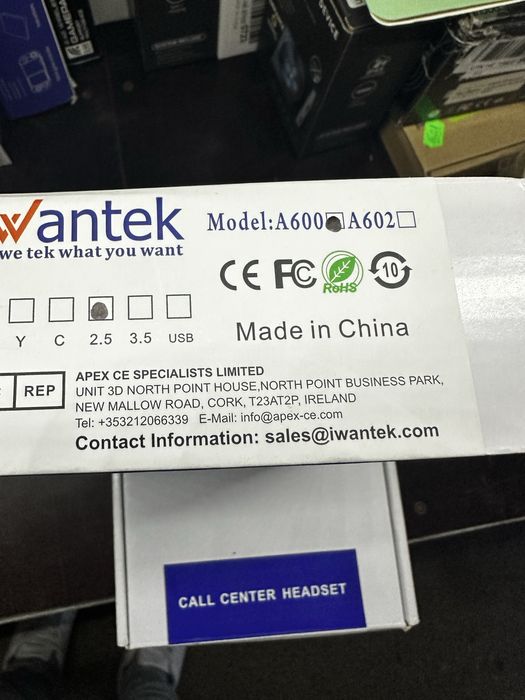 Wantek
we tek what you want
Model:A600 A602
CE FC RoHS 10
Y C 2.5 3.5 USB
Made in China
REP
APEX CE SPECIALISTS LIMITED
UNIT 3D NORTH POINT HOUSE,NORTH POINT BUSINESS PARK,
NEW MALLOW ROAD, CORK, T23AT2P, IRELAND
Tel: +353212066339 E-Mail: info@apex-ce.com
Contact Information: sales@iwantek.com
CALL CENTER HEADSET